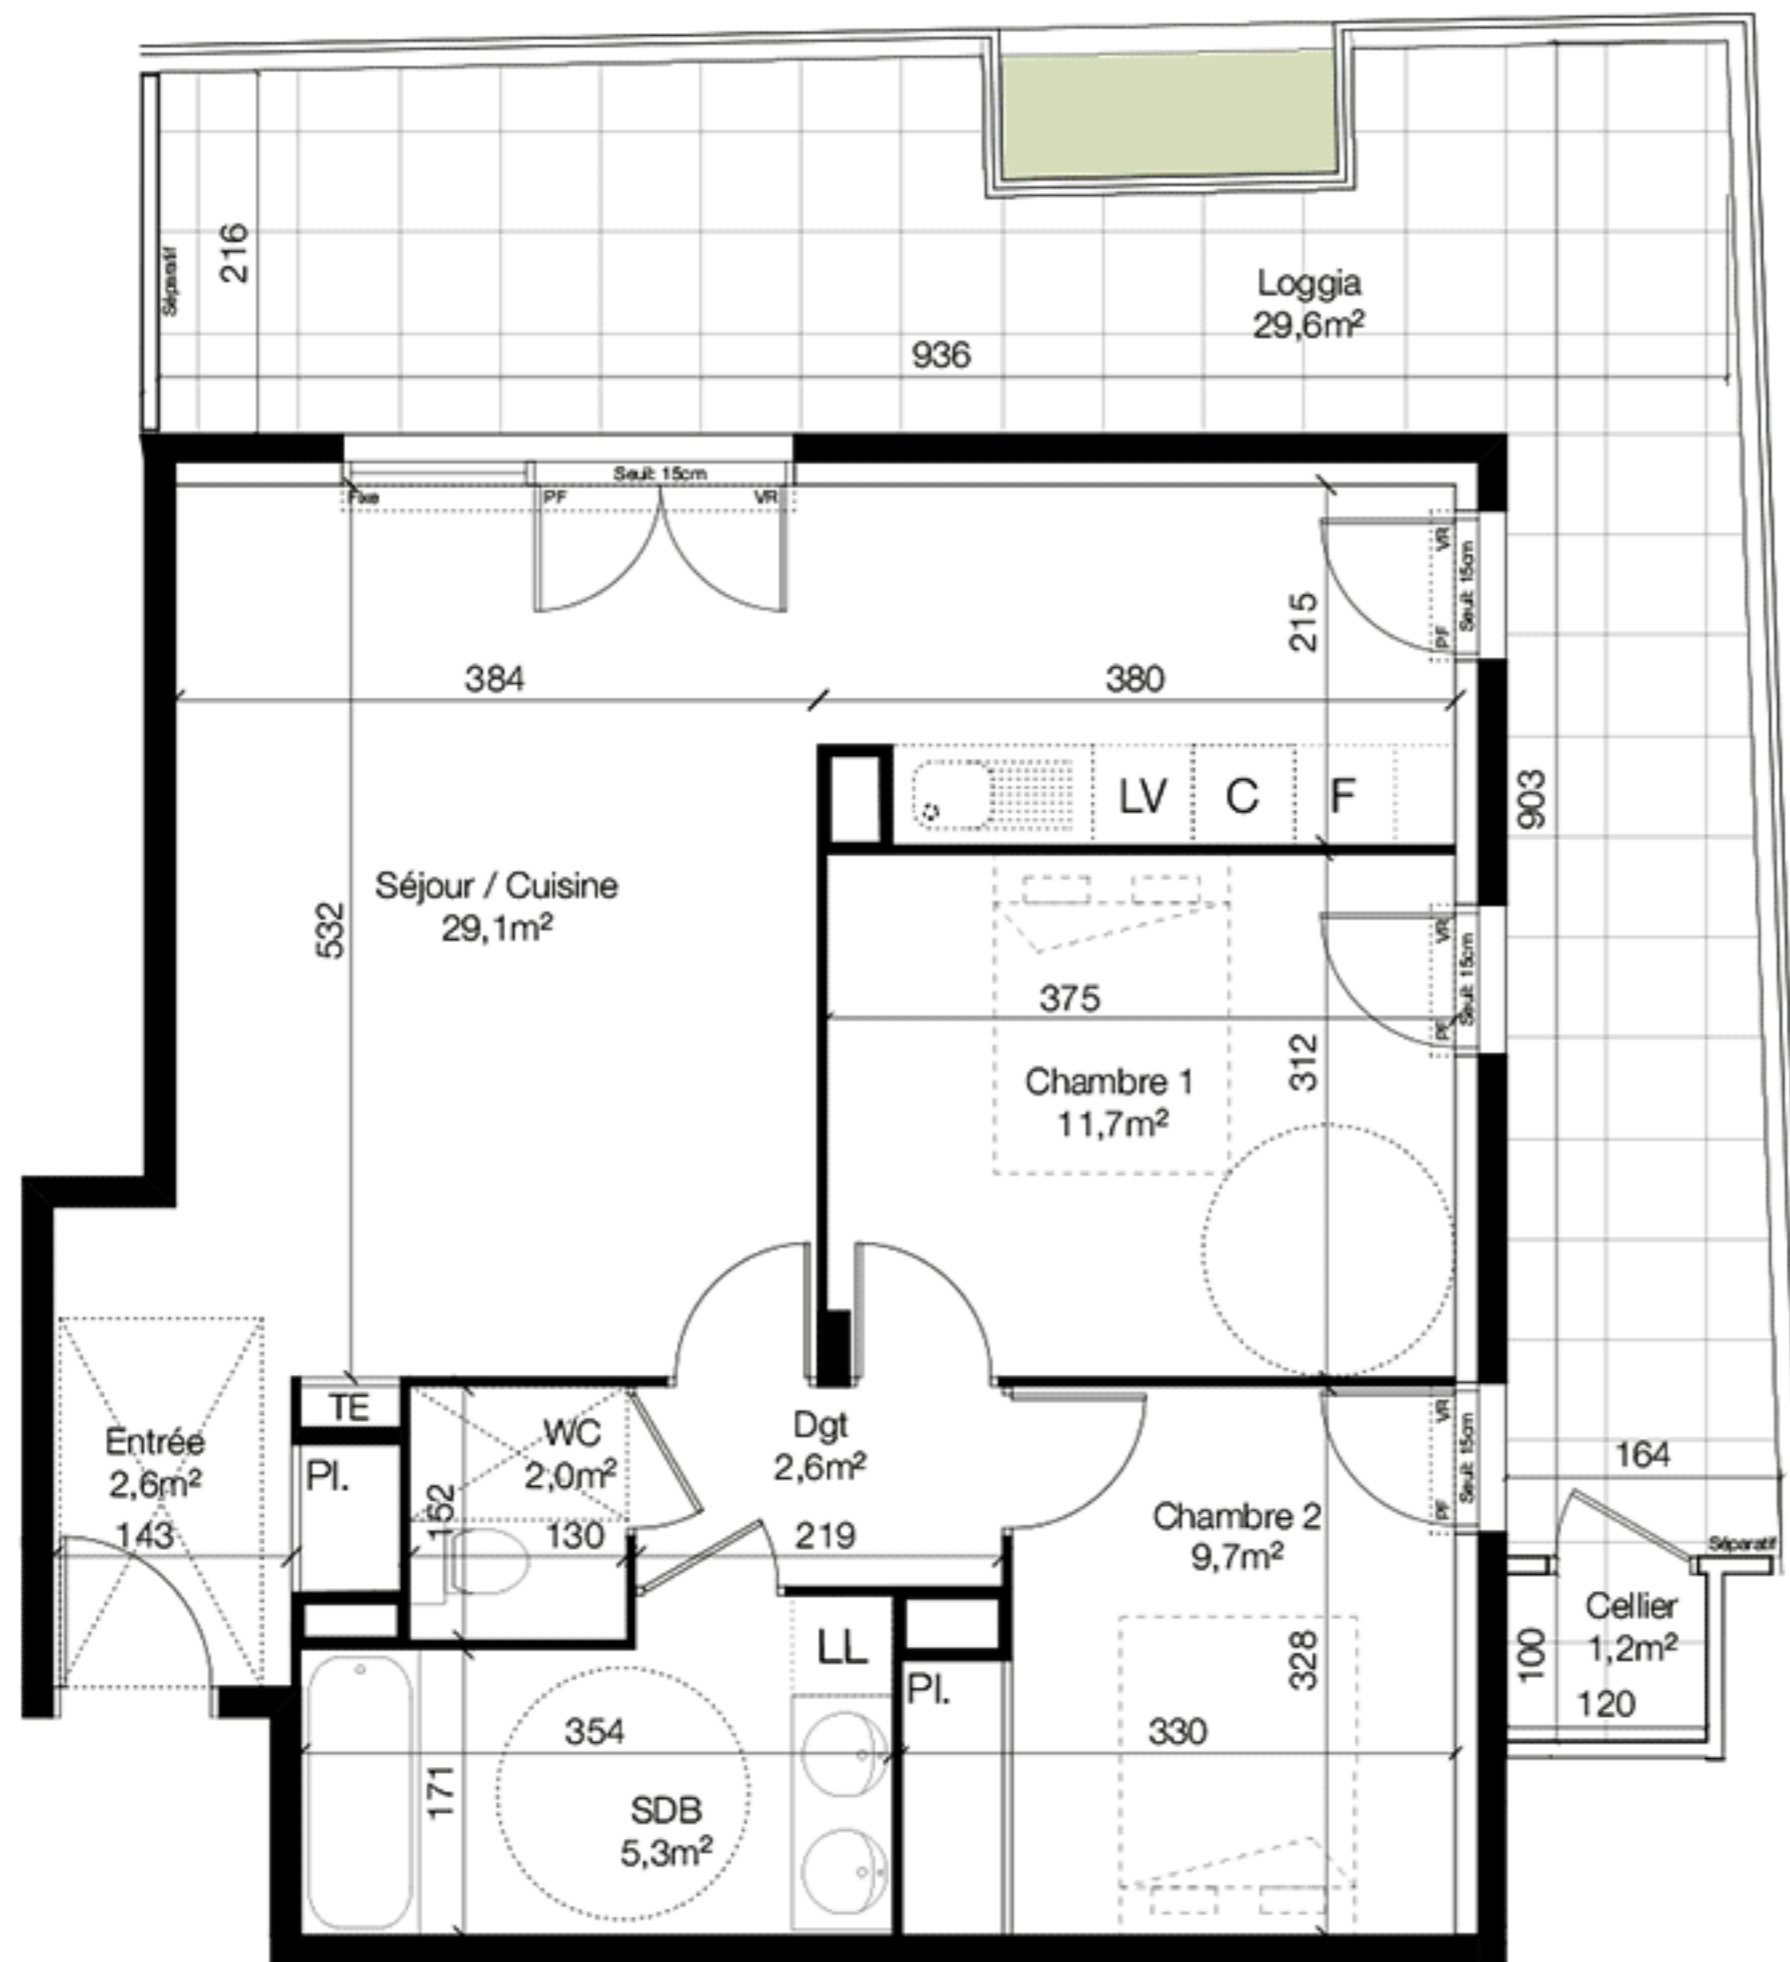 Séparatif
216
Loggia
29,6m²
936
Fixe
PF
Seuil: 15cm
VR
VR
Seuil: 15cm
PF
215
384
380
LV
C
F
903
Séjour / Cuisine
29,1m²
532
VR
Seuil: 15cm
PF
375
312
Chambre 1
11,7m²
TE
Entrée
2,6m²
143
Pl.
WC
2,0m²
152
130
Dgt
2,6m²
219
Chambre 2
9,7m²
VR
Seuil: 15cm
PF
164
Séparatif
Cellier
1,2m²
100
120
LL
Pl.
328
354
330
171
SDB
5,3m²